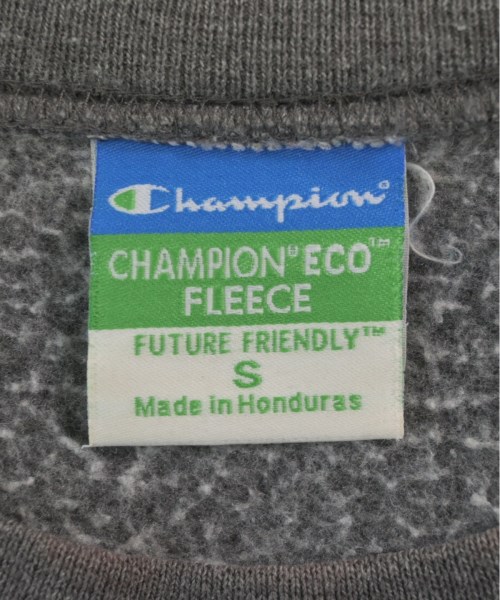 Champion®
CHAMPION® ECO™
FLEECE
FUTURE FRIENDLY™
S
Made in Honduras